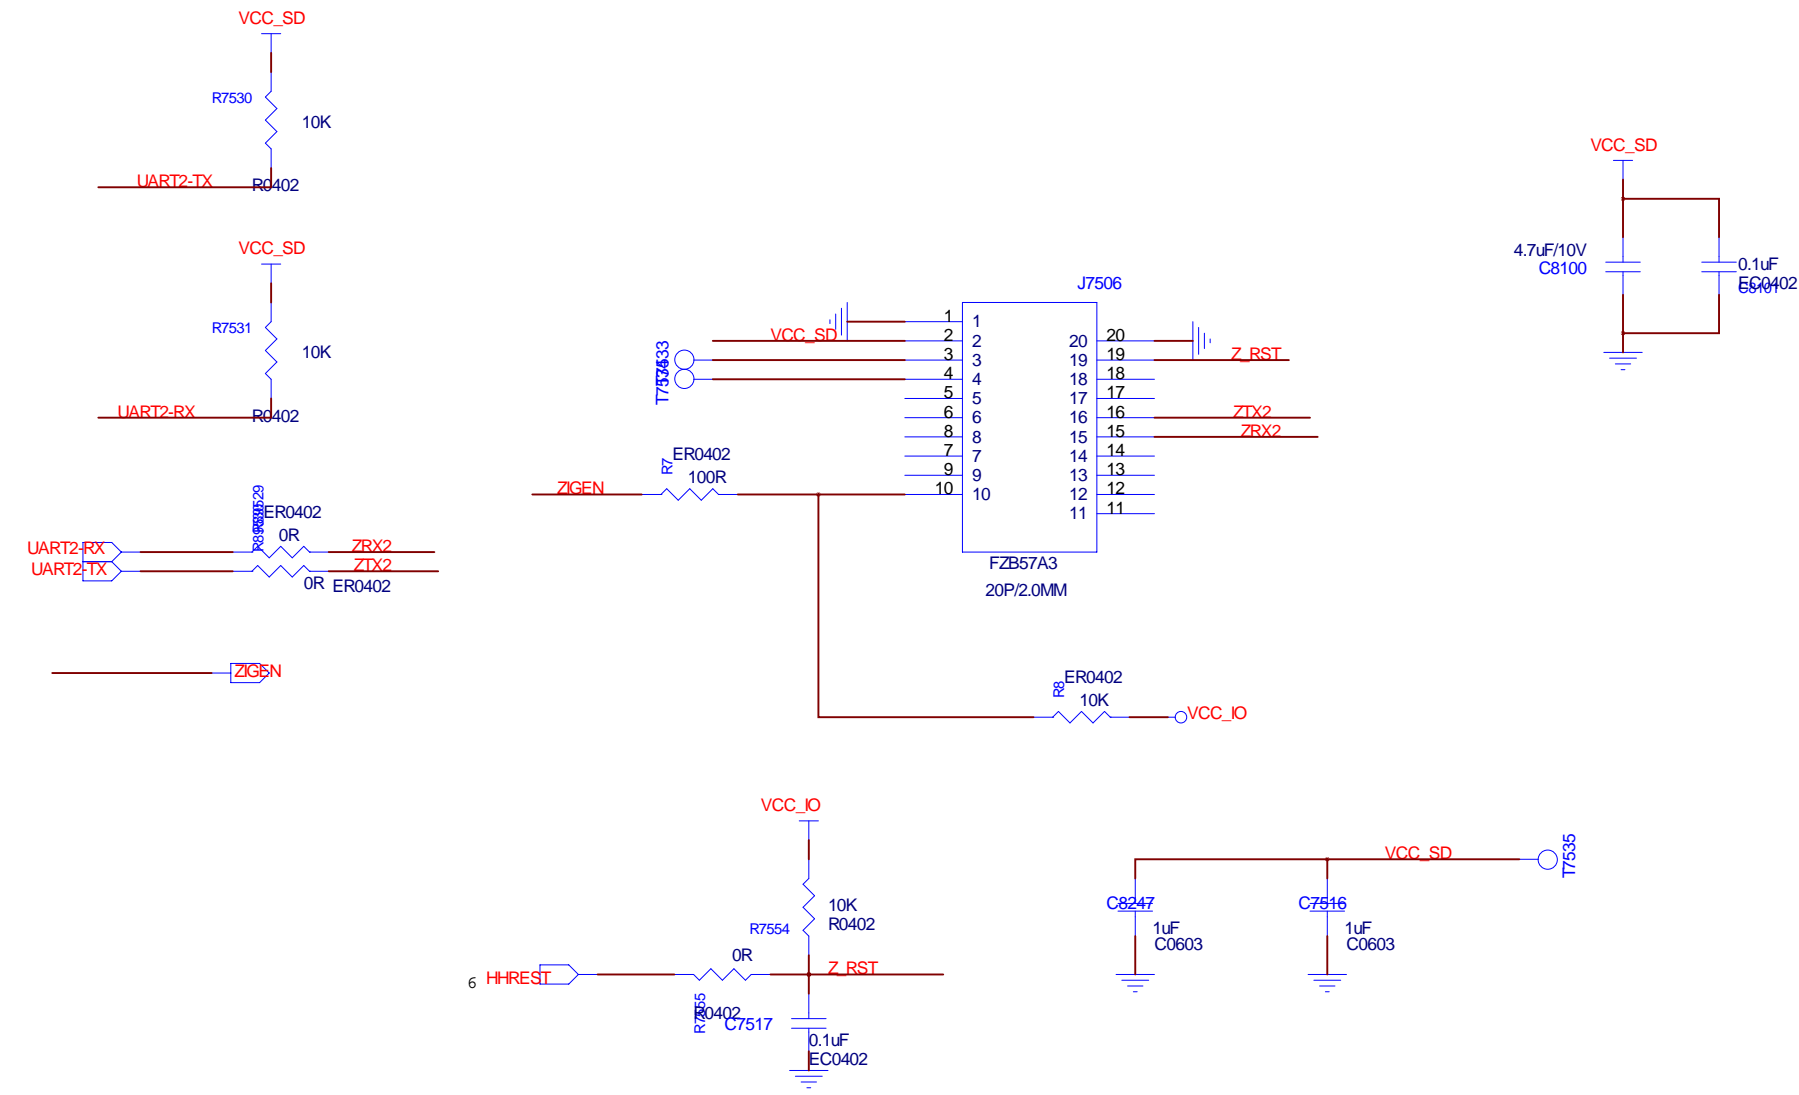 VCC_SD
R7530
10K
UART2-TX
R0402
VCC_SD
R7531
10K
UART2-RX
R0402
ER0402
0R
UART2-RX
ZRX2
UART2-TX
ZTX2
0R
ER0402
ZIGEN
J7506
VCC_SD
1 1
2 2
3 3
4 4
5 5
6 6
8 8
7 7
9 9
10 10
20 20
19 19
18 18
17 17
16 16
15 15
14 14
13 13
12 12
11 11
Z_RST
ZTX2
ZRX2
FZB57A3
20P/2.0MM
ZIGEN
R7
ER0402
100R
R8
ER0402
10K
VCC_IO
VCC_SD
4.7uF/10V
C8100
0.1uF
EC0402
C8101
VCC_IO
10K
R0402
R7554
0R
6 HHREST
Z_RST
R7555
R0402
C7517
0.1uF
EC0402
VCC_SD
T7535
C8247
1uF
C0603
C7516
1uF
C0603